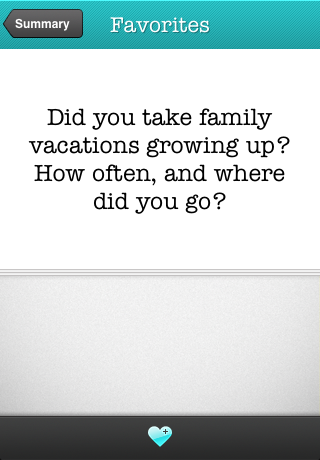 Summary
Favorites
Did you take family
vacations growing up?
How often, and where
did you go?